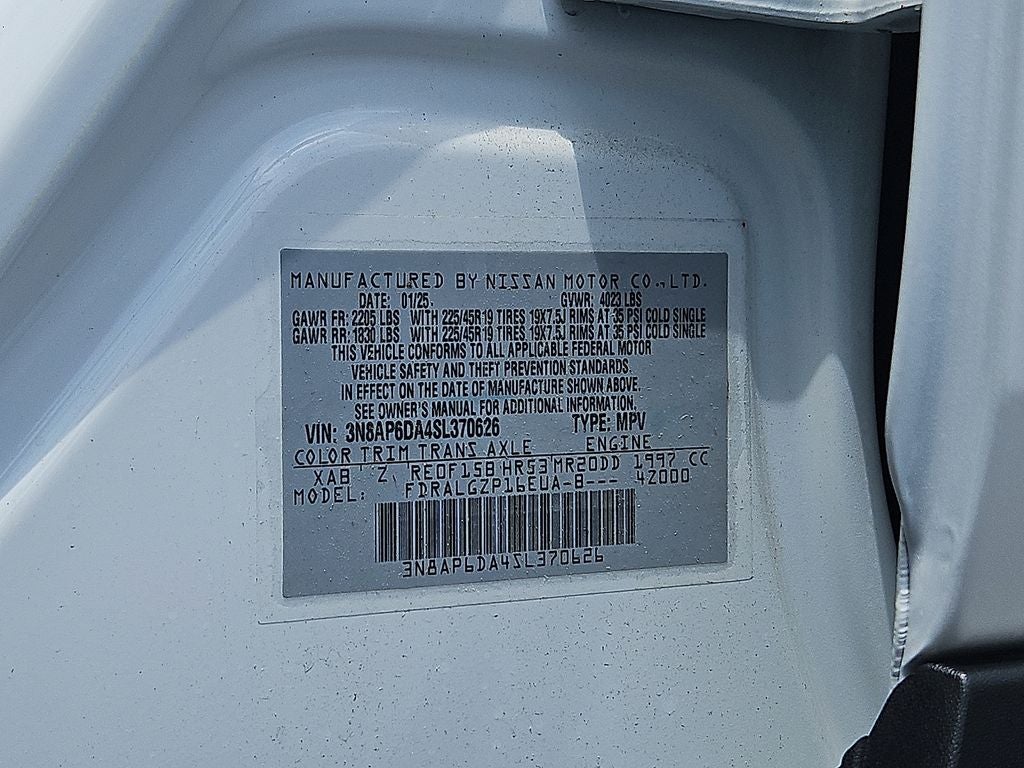 MANUFACTURED BY NISSAN MOTOR CO., LTD.
DATE: 01/25. GVWR: 4023 LBS
GAWR FR: 2205 LBS WITH 225/45R19 TIRES 19X7.5J RIMS AT 35 PSI COLD SINGLE
GAWR RR: 1830 LBS WITH 225/45R19 TIRES 19X7.5J RIMS AT 35 PSI COLD SINGLE
THIS VEHICLE CONFORMS TO ALL APPLICABLE FEDERAL MOTOR
VEHICLE SAFETY AND THEFT PREVENTION STANDARDS
IN EFFECT ON THE DATE OF MANUFACTURE SHOWN ABOVE.
SEE OWNER'S MANUAL FOR ADDITIONAL INFORMATION.
VIN: 3N8AP6DA4SL370626 TYPE: MPV
COLOR TRIM TRANS AXLE ENGINE
XAB Z RE0F15B HR53 MR20DD 1997 CC
MODEL: FDRALGZP16EUA-B--- 42000
3N8AP6DA4SL370626